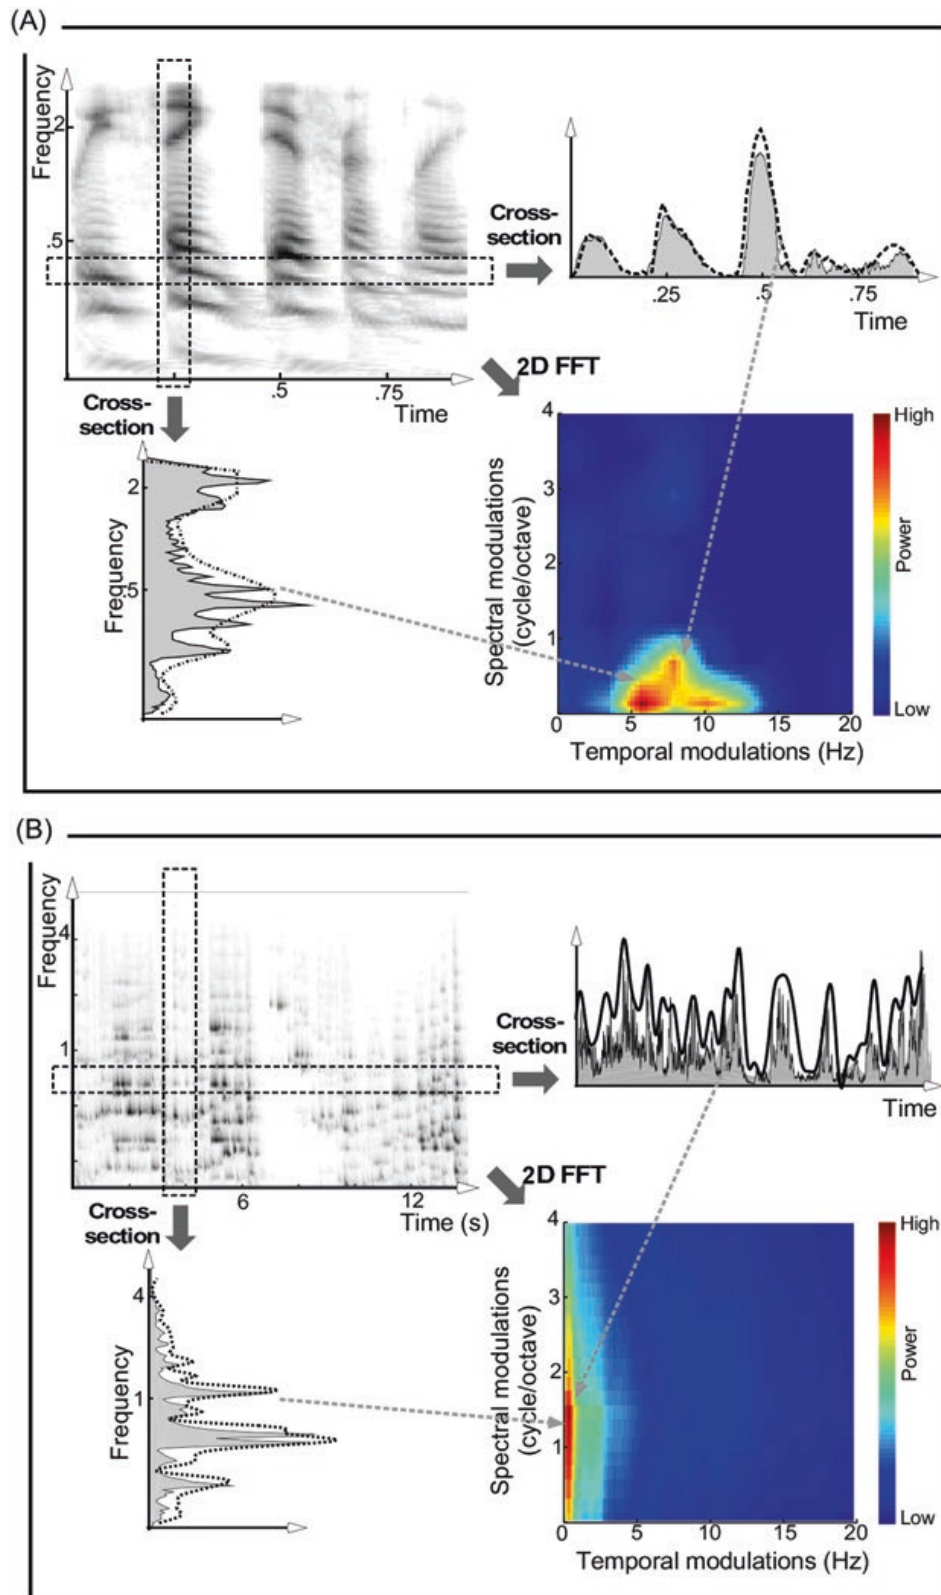 (A)
Frequency
2
.5
.5
.75
Time
Cross-
section
.25
.5
.75
Time
2D FFT
Cross-
section
Frequency
2
.5
Spectral modulations
(cycle/octave)
4
3
2
1
0
5
10
15
20
Temporal modulations (Hz)
High
Power
Low
(B)
Frequency
4
1
6
12
Time (s)
Cross-
section
Time
2D FFT
Cross-
section
Frequency
4
1
Spectral modulations
(cycle/octave)
4
3
2
1
0
5
10
15
20
Temporal modulations (Hz)
High
Power
Low